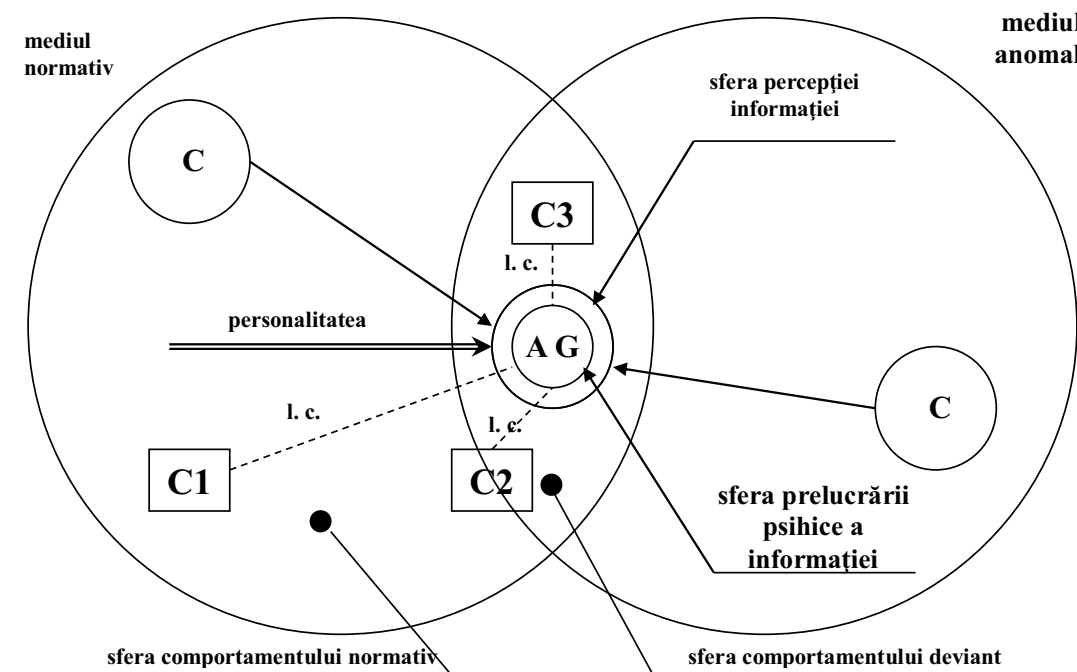 mediul
normativ
mediul
anomal
sfera percepţiei
informaţiei
C
C3
l. c.
personalitatea
A G
l. c.
l. c.
C
C1
C2
sfera prelucrării
psihice a
informaţiei
sfera comportamentului normativ
sfera comportamentului deviant